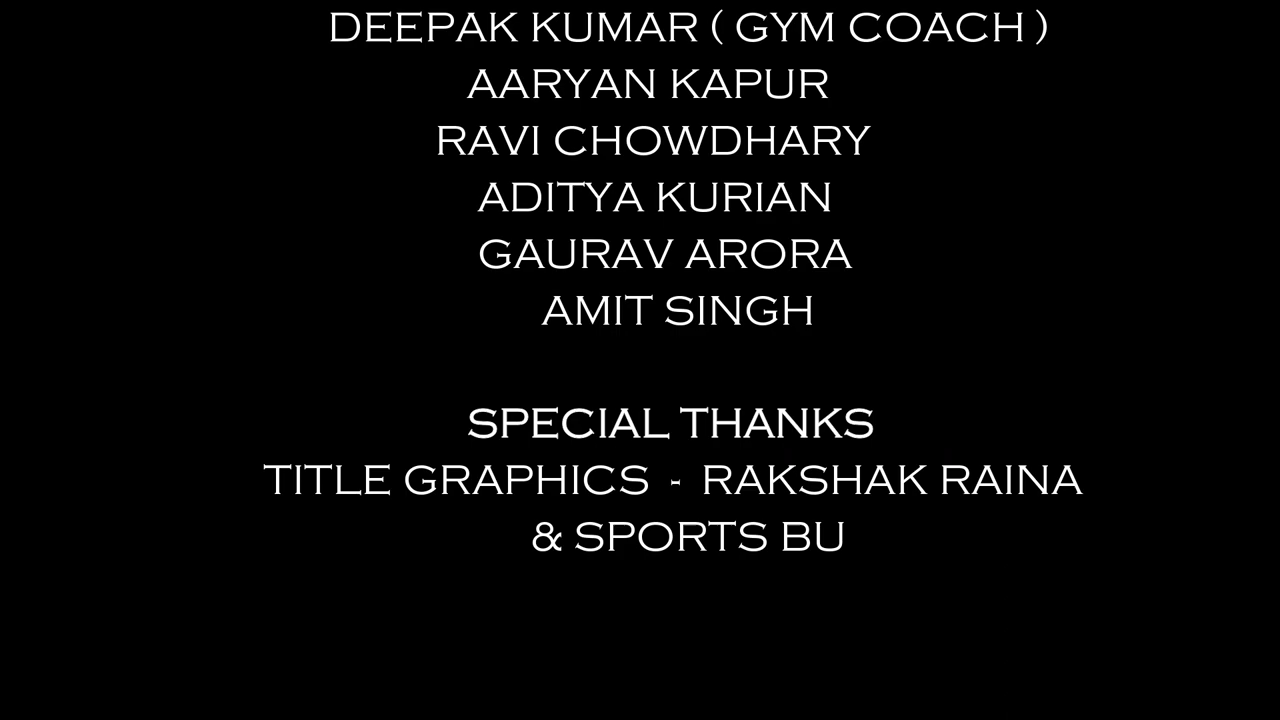 DEEPAK KUMAR ( GYM COACH )
AARYAN KAPUR
RAVI CHOWDHARY
ADITYA KURIAN
GAURAV ARORA
AMIT SINGH
SPECIAL THANKS
TITLE GRAPHICS - RAKSHAK RAINA
& SPORTS BU